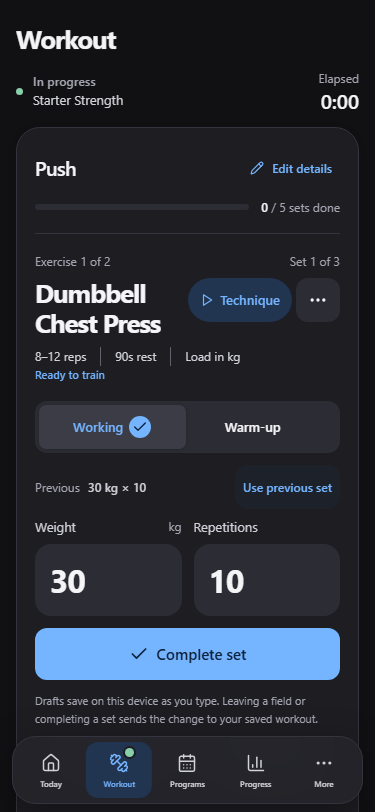 Workout
In progress
Starter Strength
Elapsed
0:00
Push
Edit details
0 / 5 sets done
Exercise 1 of 2
Set 1 of 3
Dumbbell
Chest Press
Technique
8–12 reps
90s rest
Load in kg
Ready to train
Working
Warm-up
Previous 30 kg × 10
Use previous set
Weight
kg
Repetitions
30
10
Complete set
Drafts save on this device as you type. Leaving a field or
completing a set sends the change to your saved workout.
Today
Workout
Programs
Progress
More